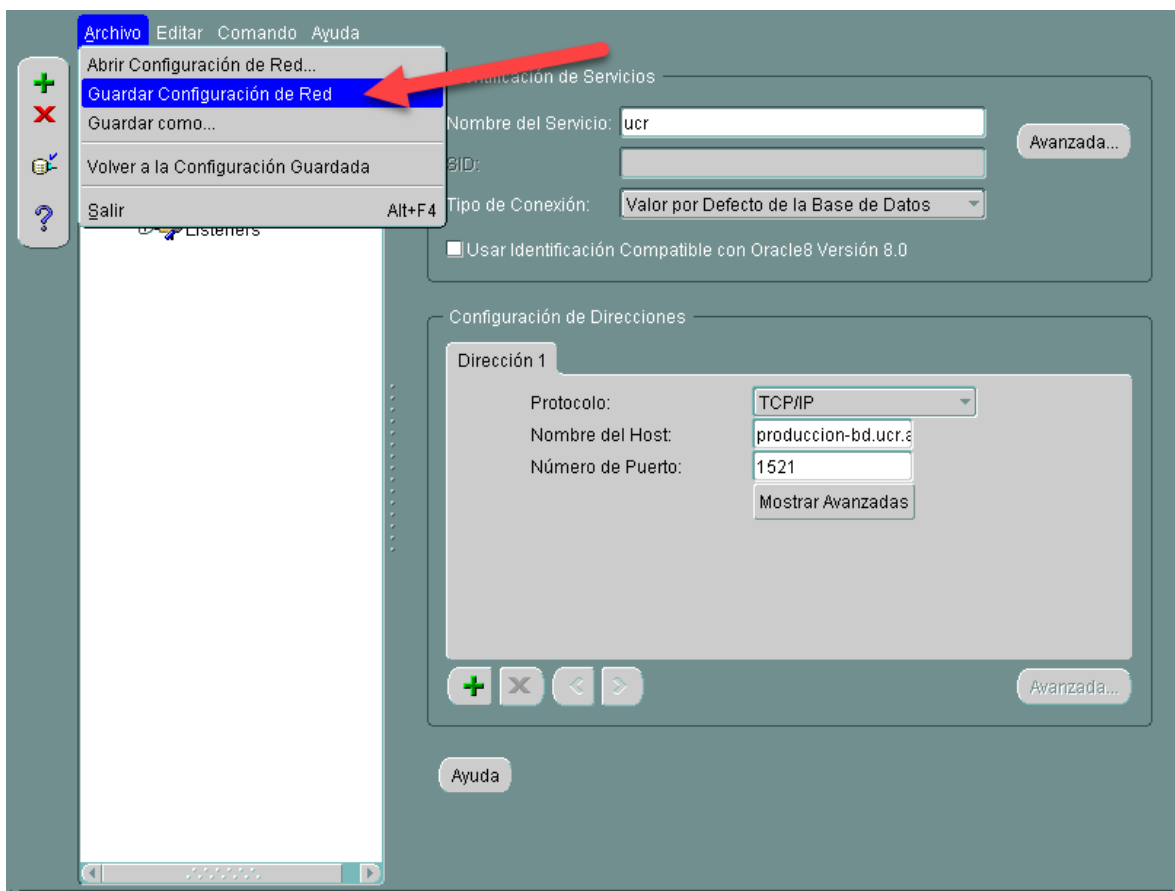 Archivo Editar Comando Ayuda
Abrir Configuración de Red...
Guardar Configuración de Red
Guardar como...
Volver a la Configuración Guardada
Salir Alt+F4
Listeners
de Servicios
Nombre del Servicio: ucr
Avanzada...
SID:
Tipo de Conexión: Valor por Defecto de la Base de Datos
Usar Identificación Compatible con Oracle8 Versión 8.0
Configuración de Direcciones
Dirección 1
Protocolo: TCP/IP
Nombre del Host: produccion-bd.ucr.a
Número de Puerto: 1521
Mostrar Avanzadas
Avanzada...
Ayuda